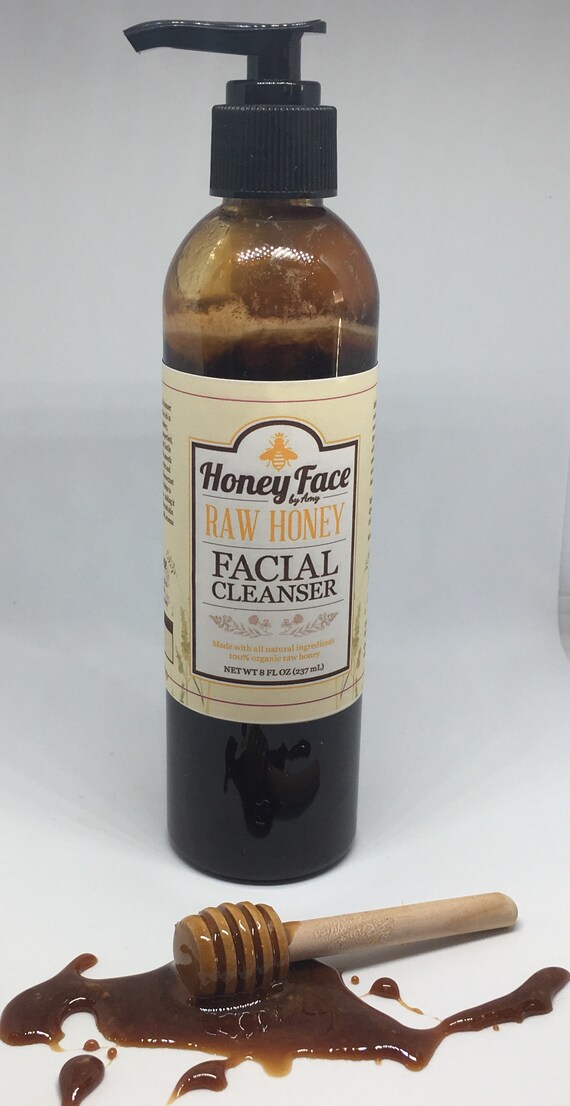 Honey Face
by Amy
RAW HONEY
FACIAL
CLEANSER
Made with all natural ingredients
100% organic raw honey
NET WT 8 FL OZ (237 mL)